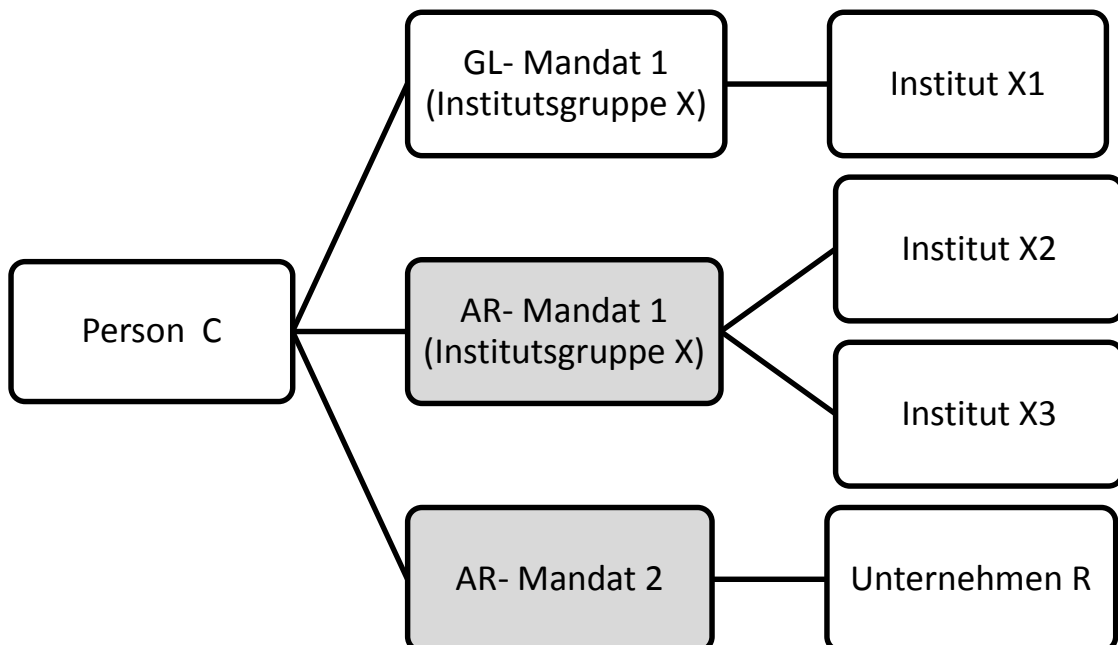 GL- Mandat 1
(Institutsgruppe X)
Institut X1
Institut X2
Person  C
AR- Mandat 1
(Institutsgruppe X)
Institut X3
AR- Mandat 2
Unternehmen R